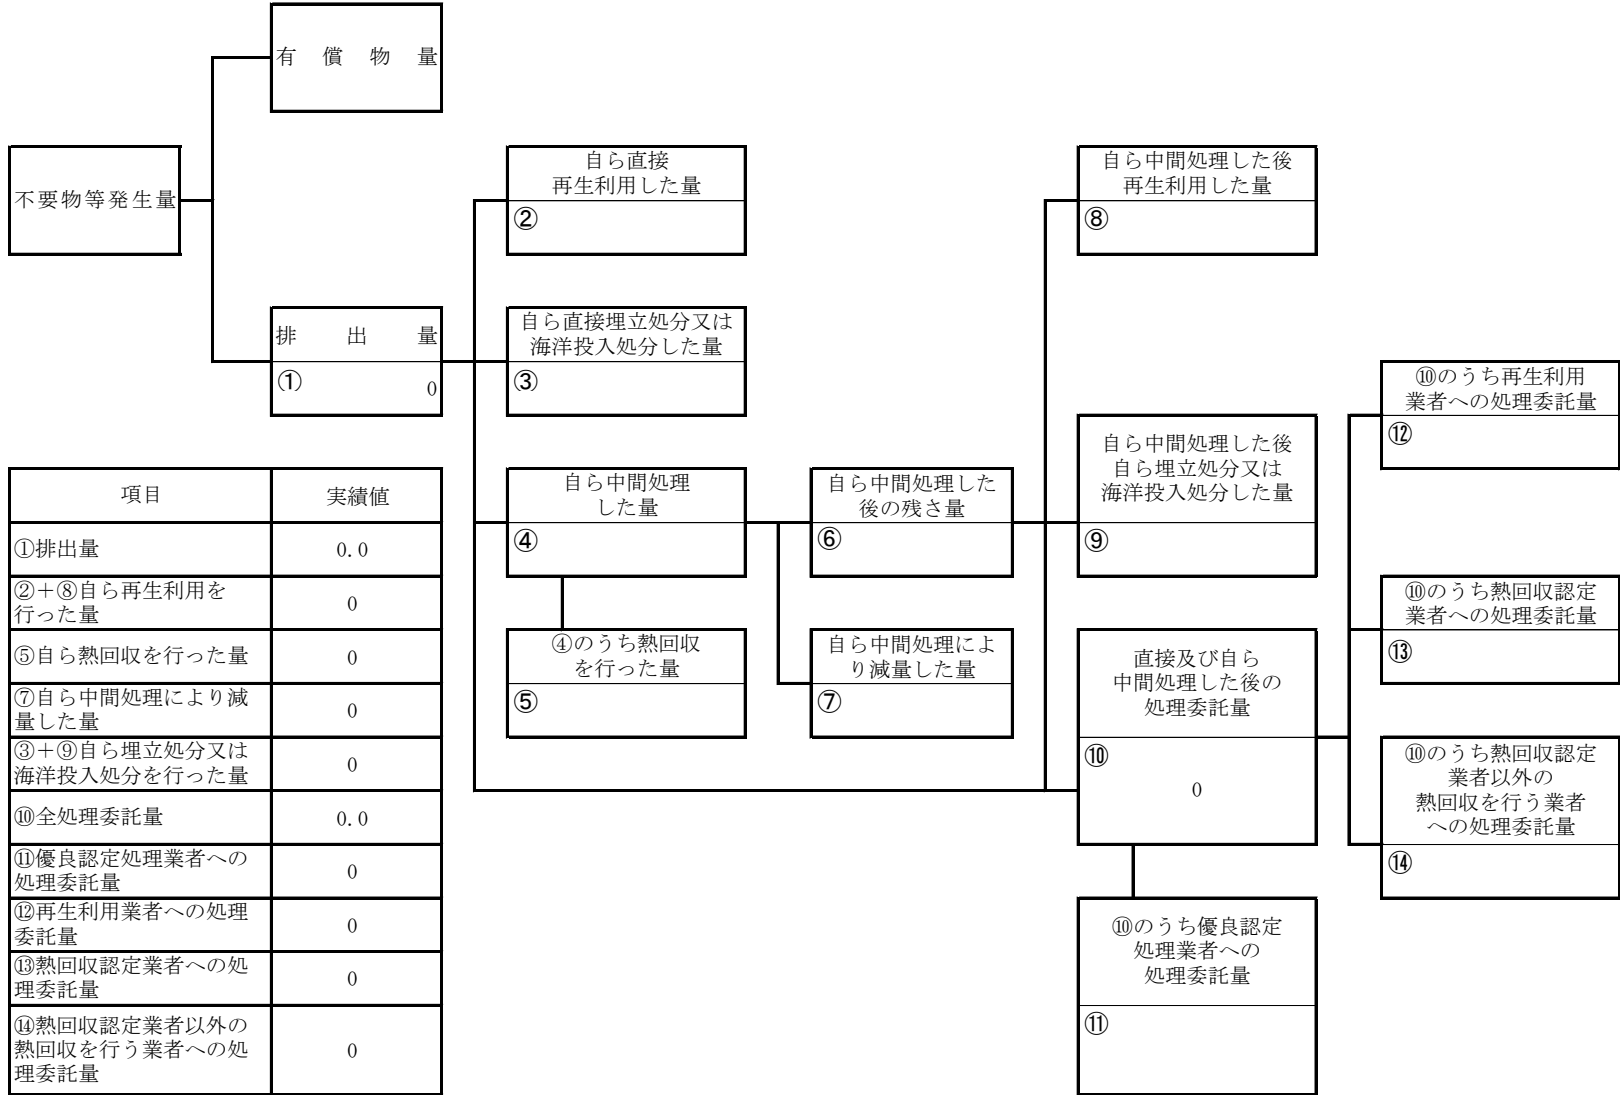 有償物量
不要物等発生量
排出量
① 0
自ら直接
再生利用した量
②
自ら直接埋立処分又は
海洋投入処分した量
③
自ら中間処理
した量
④
④のうち熱回収
を行った量
⑤
自ら中間処理した
後の残さ量
⑥
自ら中間処理によ
り減量した量
⑦
自ら中間処理した後
再生利用した量
⑧
自ら中間処理した後
自ら埋立処分又は
海洋投入処分した量
⑨
直接及び自ら
中間処理した後の
処理委託量
⑩
0
⑩のうち優良認定
処理業者への
処理委託量
⑪
⑩のうち再生利用
業者への処理委託量
⑫
⑩のうち熱回収認定
業者への処理委託量
⑬
⑩のうち熱回収認定
業者以外の
熱回収を行う業者
への処理委託量
⑭
項目 実績値
①排出量 0.0
②+⑧自ら再生利用を
行った量 0
⑤自ら熱回収を行った量 0
⑦自ら中間処理により減
量した量 0
③+⑨自ら埋立処分又は
海洋投入処分を行った量 0
⑩全処理委託量 0.0
⑪優良認定処理業者への
処理委託量 0
⑫再生利用業者への処理
委託量 0
⑬熱回収認定業者への処
理委託量 0
⑭熱回収認定業者以外の
熱回収を行う業者への処 0
理委託量